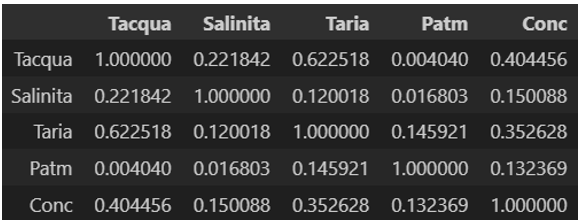 Tacqua Salinita Taria Patm Conc
Tacqua 1.000000 0.221842 0.622518 0.004040 0.404456
Salinita 0.221842 1.000000 0.120018 0.016803 0.150088
Taria 0.622518 0.120018 1.000000 0.145921 0.352628
Patm 0.004040 0.016803 0.145921 1.000000 0.132369
Conc 0.404456 0.150088 0.352628 0.132369 1.000000